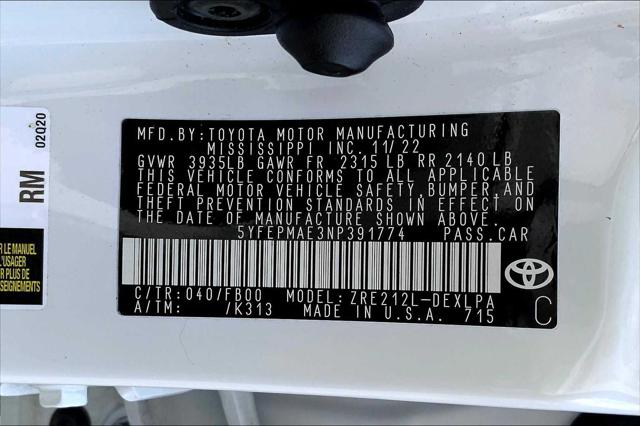 MFD.BY:TOYOTA MOTOR MANUFACTURING
MISSISSIPPI INC. 11/22
GVWR 3935LB GAWR FR 2315 LB RR 2140 LB
THIS VEHICLE CONFORMS TO ALL APPLICABLE
FEDERAL MOTOR VEHICLE SAFETY, BUMPER, AND
THEFT PREVENTION STANDARDS IN EFFECT ON
THE DATE OF MANUFACTURE SHOWN ABOVE.
5YFEPMAE3NP391774 PASS.CAR
C/TR:040/FB00 MODEL:ZRE212L-DEXLPA
A/TM: /K313 MADE IN U.S.A. 715
C
02Q20
RM
R LE MANUEL
L'USAGER
R PLUS DE
SEIGNEMENTS